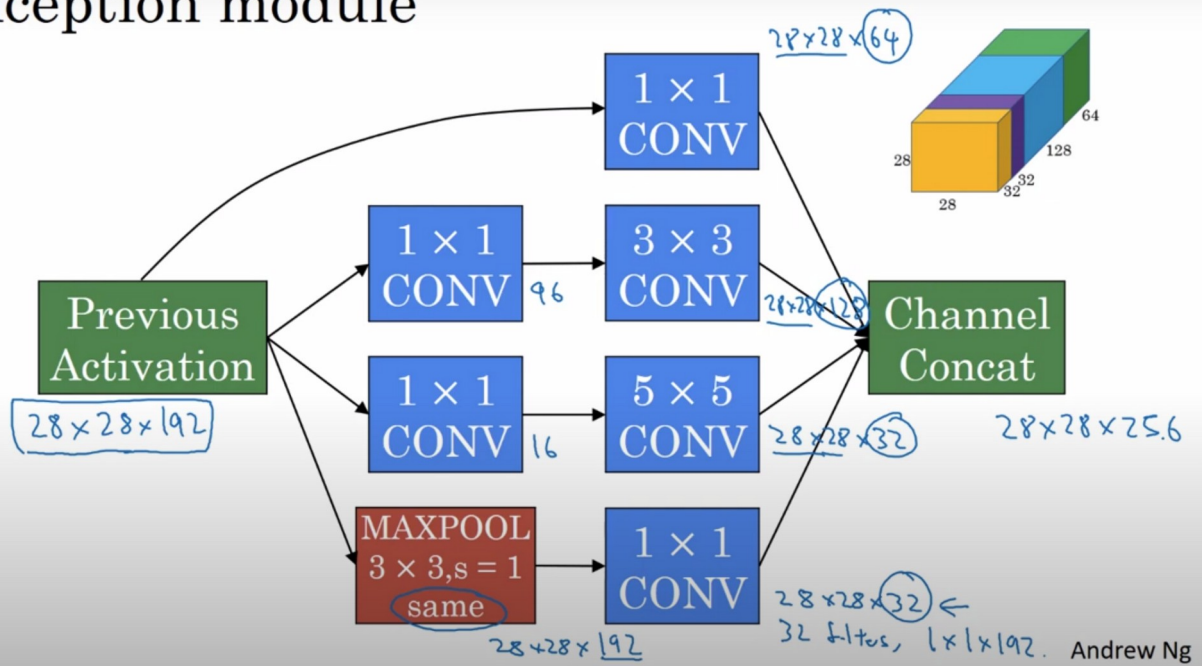 ception module
28×28×64
1 × 1
CONV
28
28
32
32
128
64
1 × 1
CONV
96
3 × 3
CONV
28×28×128
Previous
Activation
28×28×192
Channel
Concat
28×28×256
1 × 1
CONV
16
5 × 5
CONV
28×28×32
MAXPOOL
3 × 3,s = 1
same
28×28×192
1 × 1
CONV
28×28×32 ←
32 filters, 1×1×192.
Andrew Ng